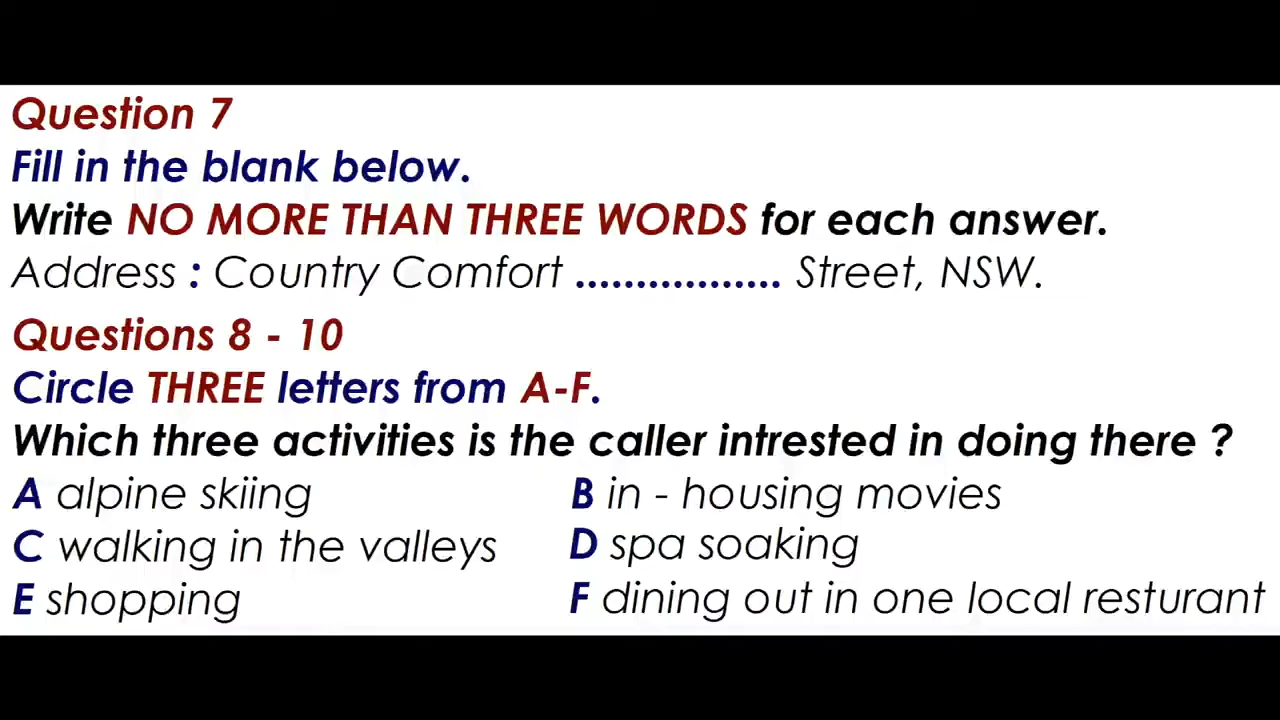 Question 7
Fill in the blank below.
Write NO MORE THAN THREE WORDS for each answer.
Address : Country Comfort ................. Street, NSW.
Questions 8 - 10
Circle THREE letters from A-F.
Which three activities is the caller intrested in doing there ?
A alpine skiing B in - housing movies
C walking in the valleys D spa soaking
E shopping F dining out in one local resturant